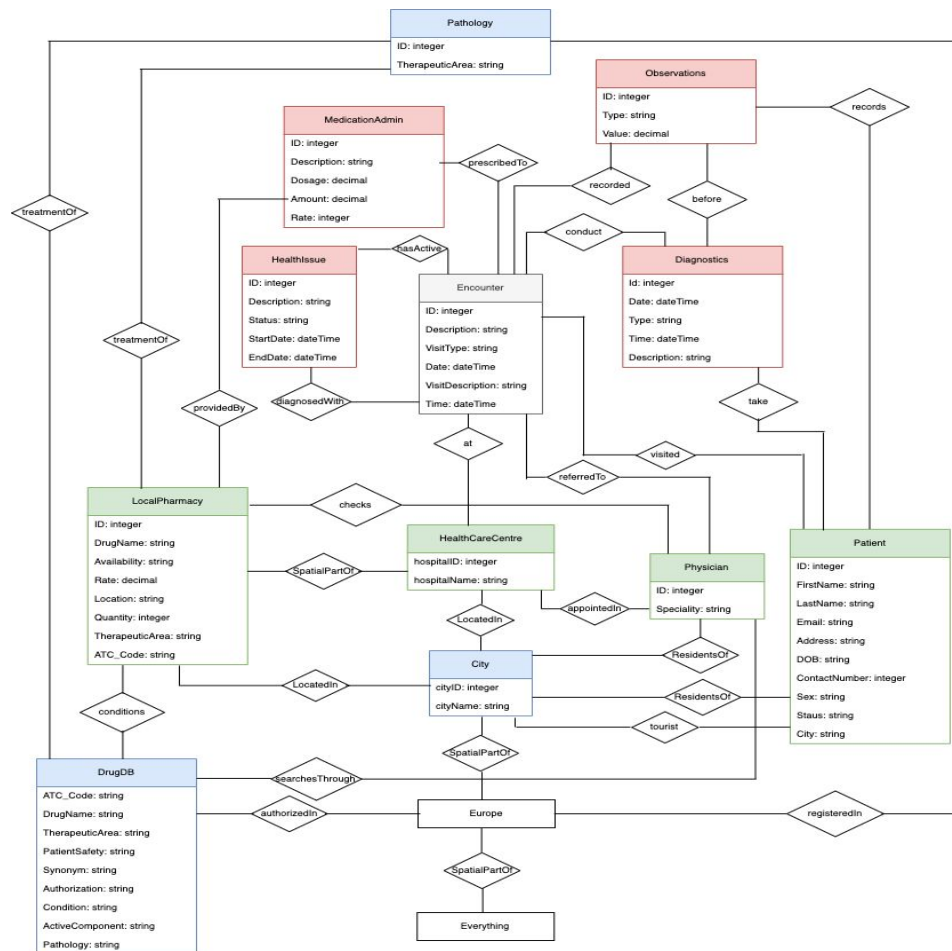 Pathology
ID: integer
TherapeuticArea: string
Observations
ID: integer
Type: string
Value: decimal
records
MedicationAdmin
ID: integer
Description: string
Dosage: decimal
Amount: decimal
Rate: integer
prescribedTo
recorded
before
treatmentOf
conduct
hasActive
HealthIssue
ID: integer
Description: string
Status: string
StartDate: dateTime
EndDate: dateTime
Encounter
ID: integer
Description: string
VisitType: string
Date: dateTime
VisitDescription: string
Time: dateTime
Diagnostics
Id: integer
Date: dateTime
Type: string
Time: dateTime
Description: string
treatmentOf
diagnosedWith
providedBy
take
at
visited
referredTo
LocalPharmacy
ID: integer
DrugName: string
Availability: string
Rate: decimal
Location: string
Quantity: integer
TherapeuticArea: string
ATC_Code: string
checks
HealthCareCentre
hospitalID: integer
hospitalName: string
SpatialPartOf
Physician
ID: integer
Speciality: string
Patient
ID: integer
FirstName: string
LastName: string
Email: string
Address: string
DOB: string
ContactNumber: integer
Sex: string
Staus: string
City: string
appointedIn
LocatedIn
ResidentsOf
City
cityID: integer
cityName: string
LocatedIn
ResidentsOf
conditions
tourist
SpatialPartOf
DrugDB
ATC_Code: string
DrugName: string
TherapeuticArea: string
PatientSafety: string
Synonym: string
Authorization: string
Condition: string
ActiveComponent: string
Pathology: string
searchesThrough
authorizedIn
Europe
registeredIn
SpatialPartOf
Everything